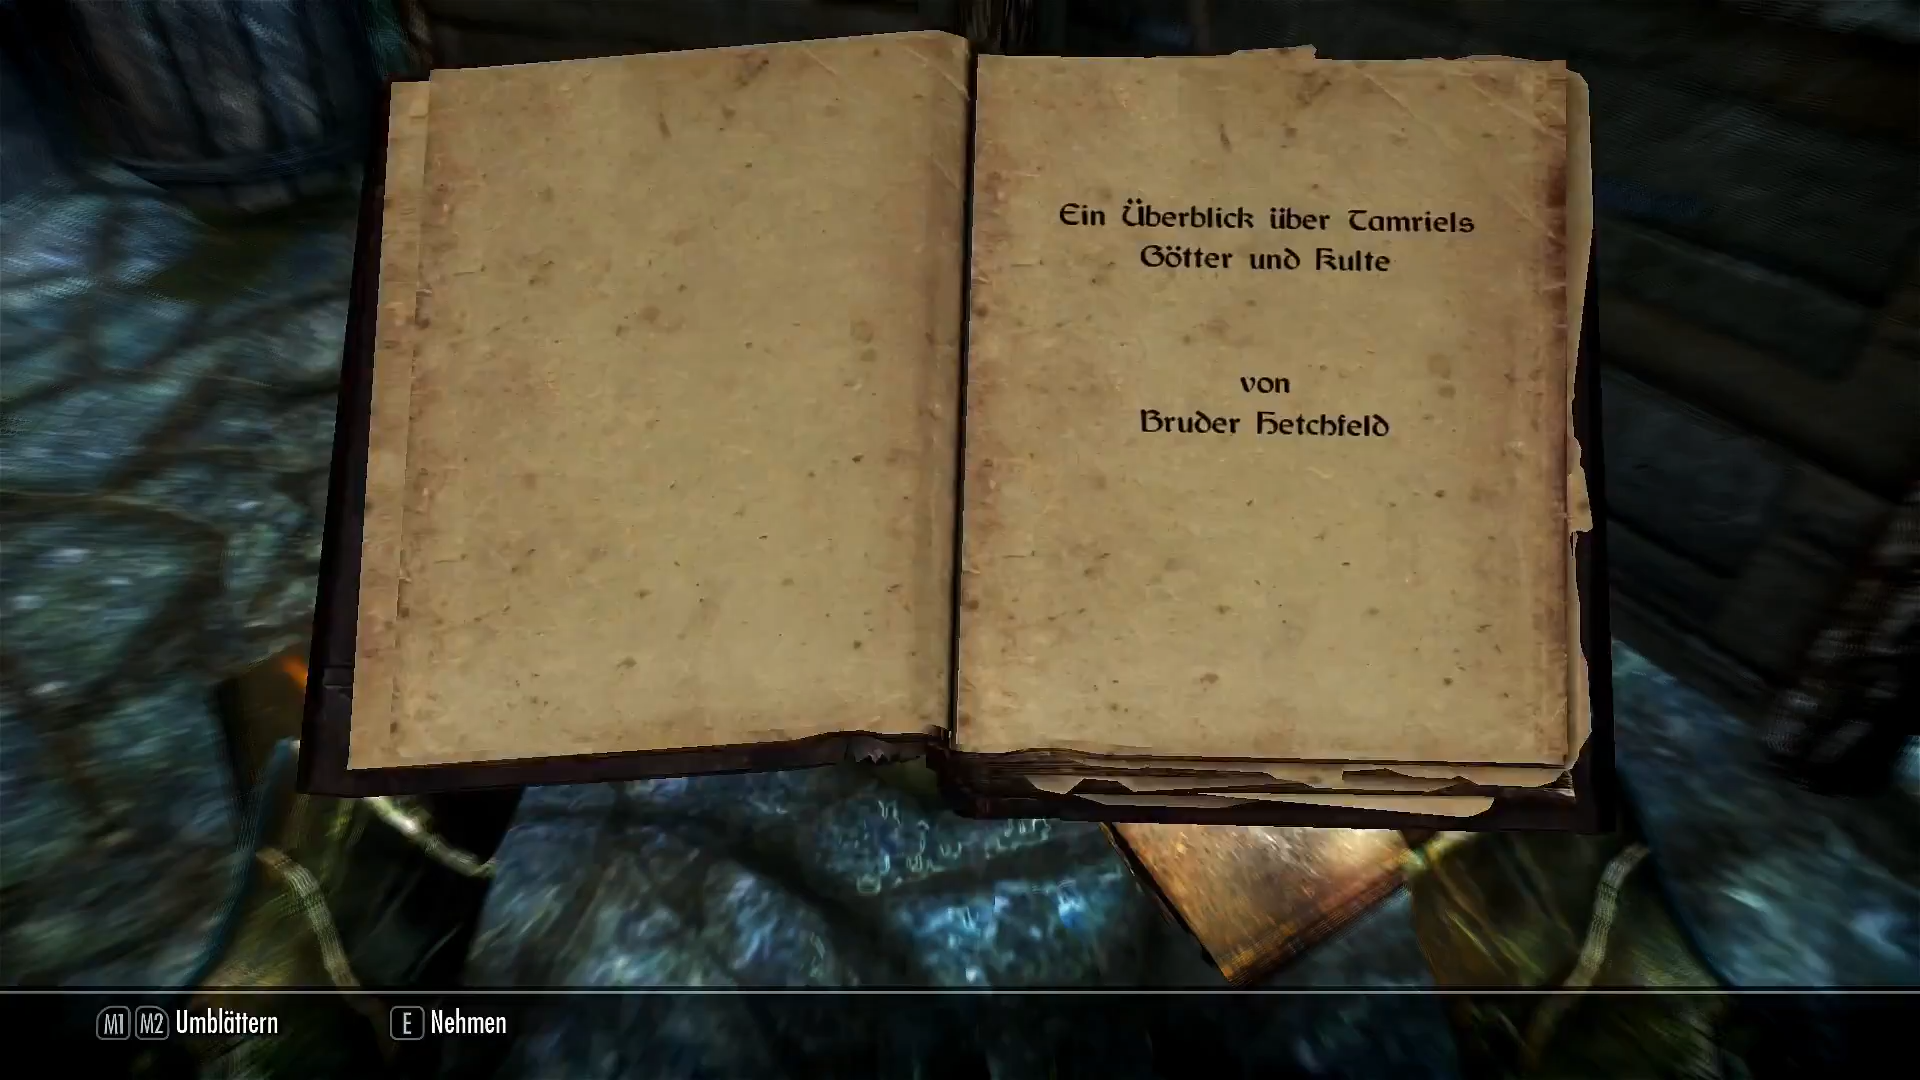 Ein Überblick über Tamriels
Götter und Kulte
von
Bruder Hetchfeld
M1 M2 Umblättern
E Nehmen